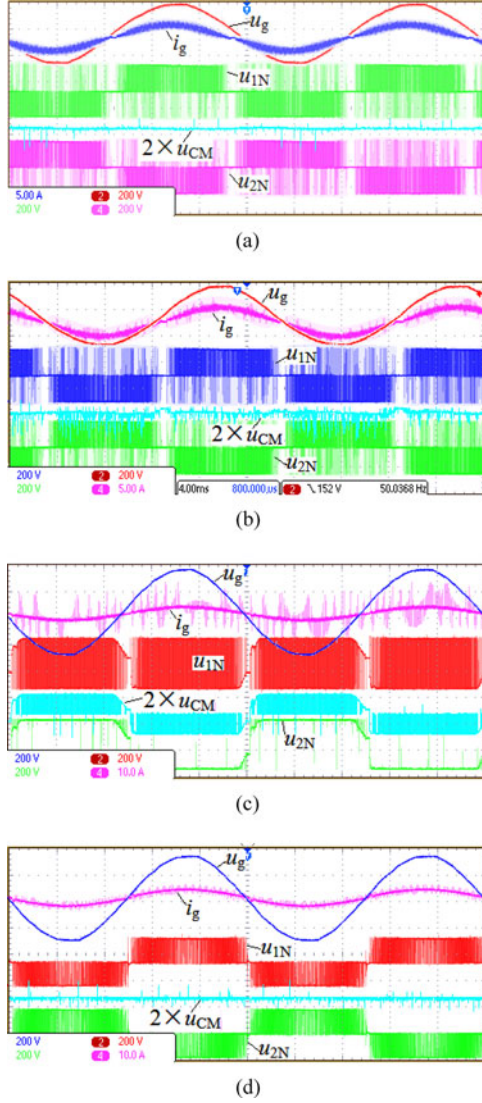 u_g
i_g
u_1N
2 × u_CM
u_2N
5.00 A 2 200 V
200 V 4 200 V
(a)
u_g
i_g
u_1N
2 × u_CM
u_2N
200 V 2 200 V
200 V 4 5.00 A 4.00ms 800.000μs 2 152 V 50.0368 Hz
(b)
u_g
i_g
u_1N
2 × u_CM
u_2N
200 V 2 200 V
200 V 4 10.0 A
(c)
u_g
i_g
u_1N
2 × u_CM
u_2N
200 V 2 200 V
200 V 4 10.0 A
(d)